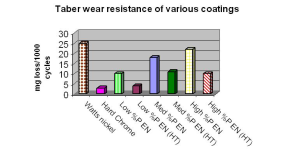 Taber wear resistance of various coatings
mg loss/1000
cycles
30
25
20
15
10
5
0
Watts nickel
Hard Chrome
Low %P EN
Low %P EN (HT)
Med %P EN
Med %P EN (HT)
High %P EN
High %P EN (HT)